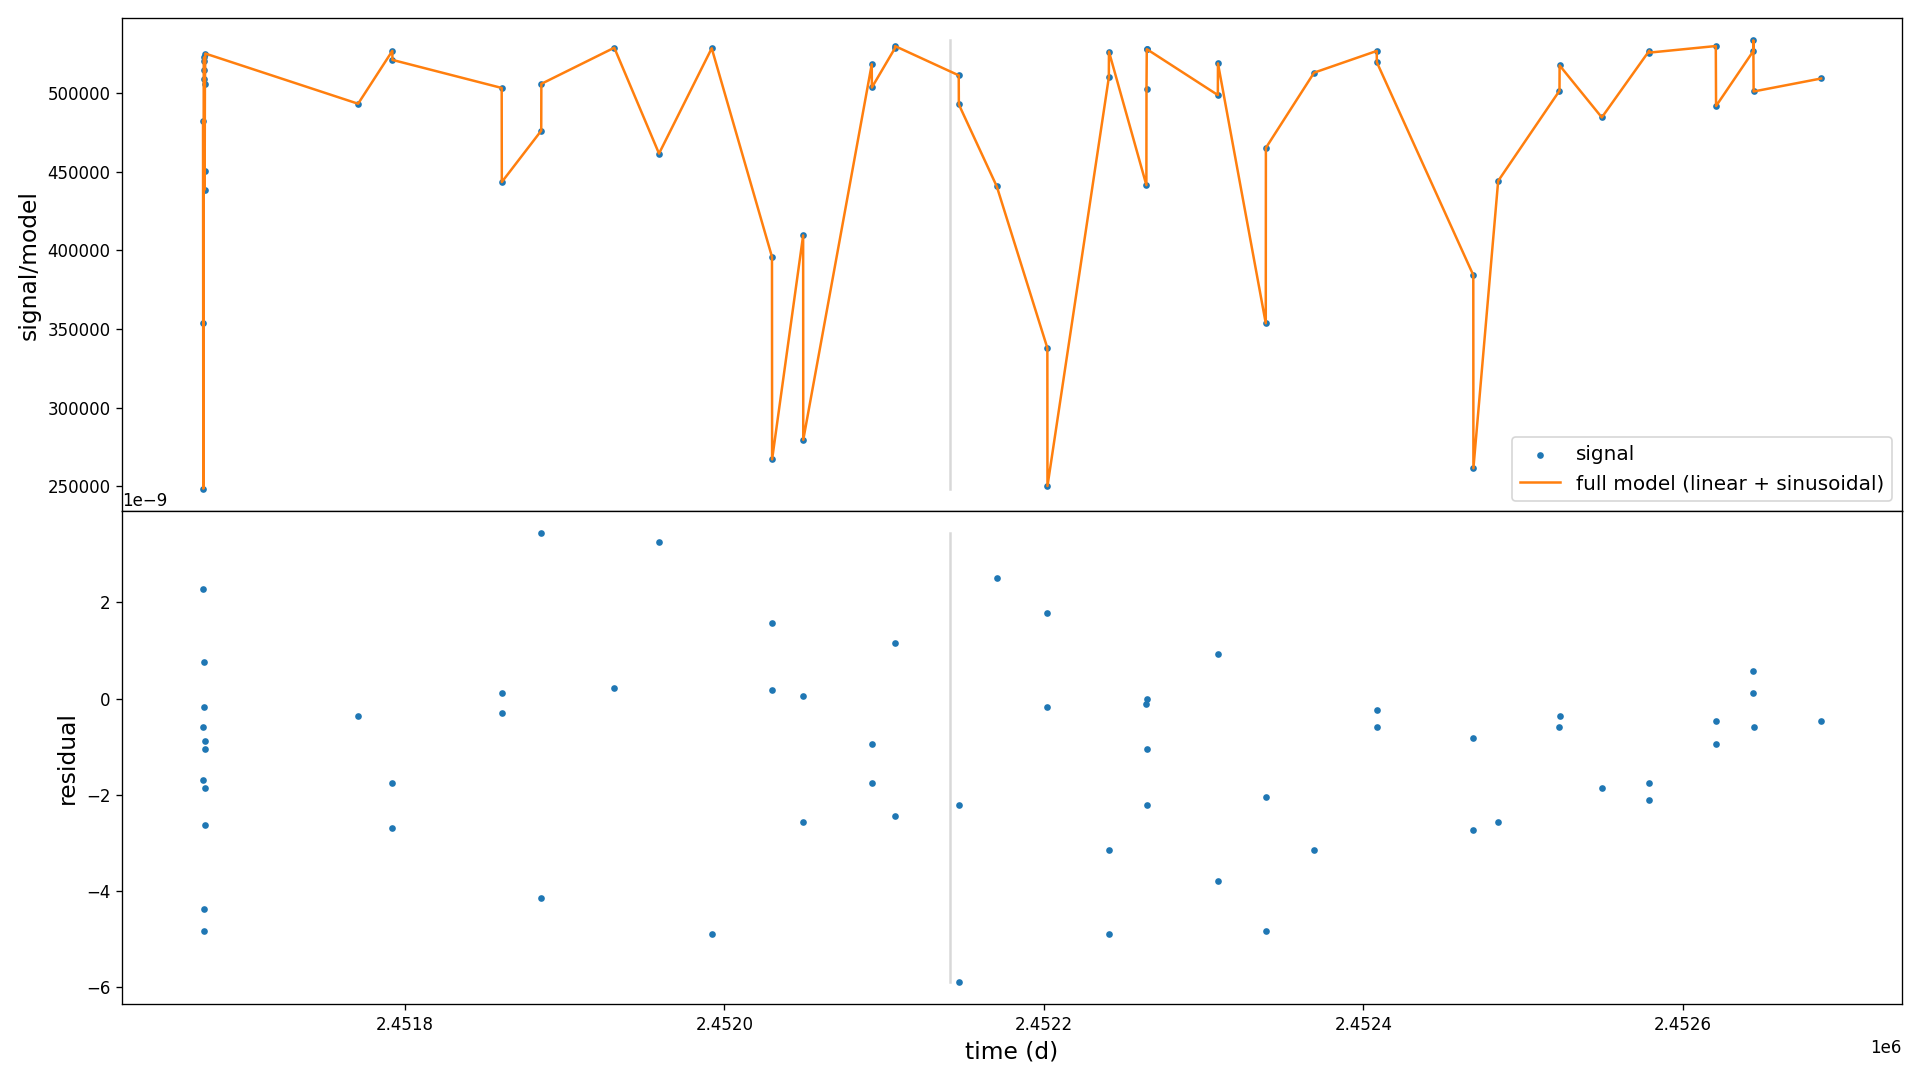 signal/model
500000
450000
400000
350000
300000
250000
signal
full model (linear + sinusoidal)
1e−9
residual
2
0
−2
−4
−6
2.4518
2.4520
2.4522
2.4524
2.4526
time (d)
1e6